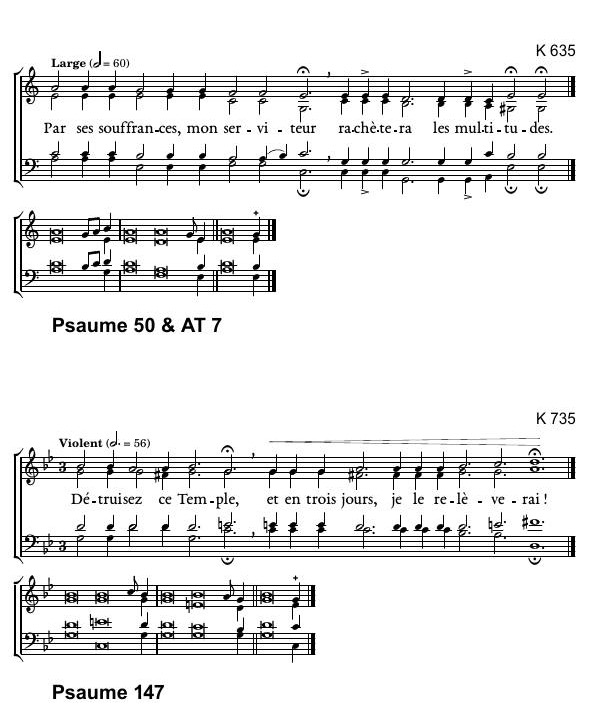 K 635
Large (𝅗𝅥 = 60)
Par ses souffran-ces, mon ser-vi-teur ra-chè-te-ra les mul-ti-tu-des.
Psaume 50 & AT 7
K 735
Violent (𝅗𝅥. = 56)
3
Dé-truisez ce Tem-ple, et en trois jours, je le re-lè-ve-rai !
3
Psaume 147